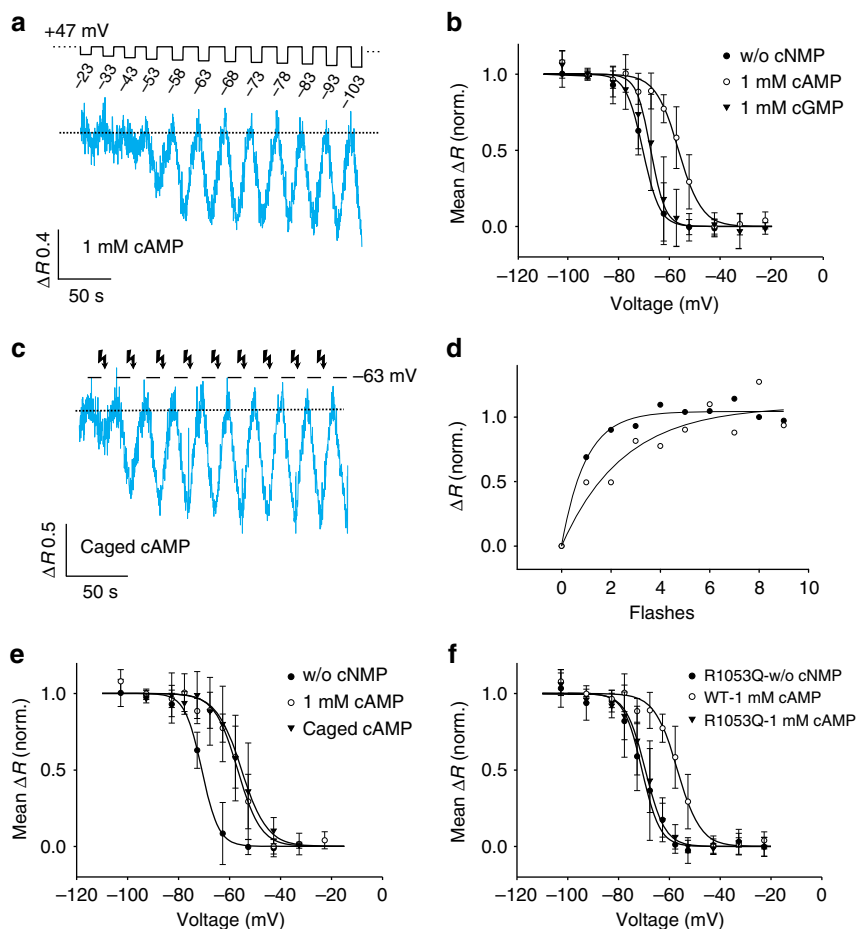 a
+47 mV
−23 −33 −43 −53 −58 −63 −68 −73 −78 −83 −93 −103
ΔR 0.4
1 mM cAMP
50 s
b
Mean ΔR (norm.)
1.0
0.5
0.0
w/o cNMP
1 mM cAMP
1 mM cGMP
−120 −100 −80 −60 −40 −20 0
Voltage (mV)
c
−63 mV
ΔR 0.5
Caged cAMP
50 s
d
ΔR (norm.)
1.0
0.5
0.0
0 2 4 6 8 10
Flashes
e
Mean ΔR (norm.)
1.0
0.5
0.0
w/o cNMP
1 mM cAMP
Caged cAMP
−120 −100 −80 −60 −40 −20 0
Voltage (mV)
f
Mean ΔR (norm.)
1.0
0.5
0.0
R1053Q-w/o cNMP
WT-1 mM cAMP
R1053Q-1 mM cAMP
−120 −100 −80 −60 −40 −20 0
Voltage (mV)